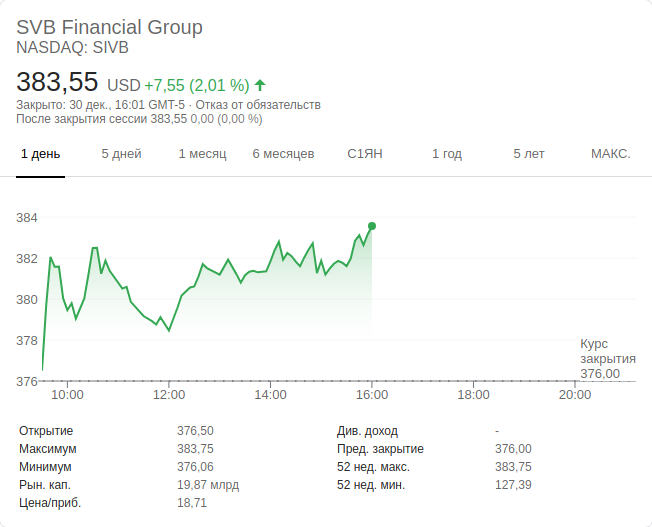 SVB Financial Group
NASDAQ: SIVB
383,55 USD +7,55 (2,01 %)
Закрыто: 30 дек., 16:01 GMT-5 · Отказ от обязательств
После закрытия сессии 383,55 0,00 (0,00 %)
1 день 5 дней 1 месяц 6 месяцев С1ЯН 1 год 5 лет МАКС.
384
382
380
378
Курс
закрытия
376,00
376
10:00 12:00 14:00 16:00 18:00 20:00
Открытие 376,50 Див. доход -
Максимум 383,75 Пред. закрытие 376,00
Минимум 376,06 52 нед. макс. 383,75
Рын. кап. 19,87 млрд 52 нед. мин. 127,39
Цена/приб. 18,71